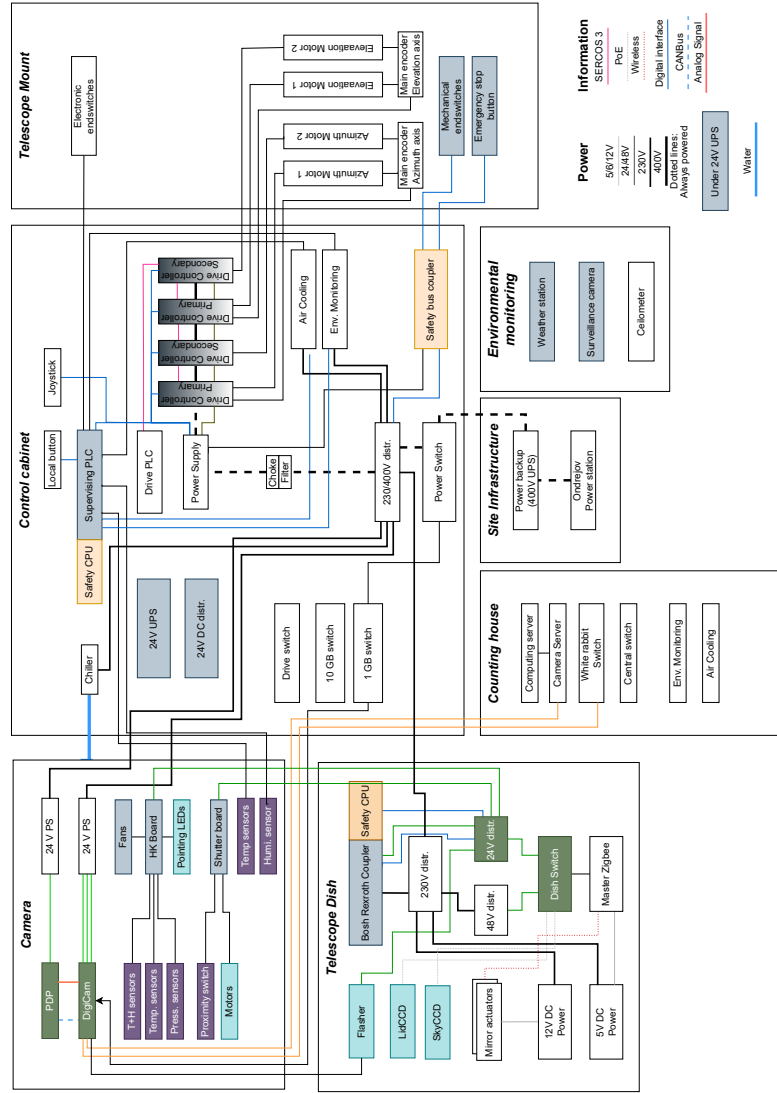 Telescope Mount
Electronic
endswitches
Elevaation Motor 2
Elevaation Motor 1
Main encoder
Elevation axis
Azimuth Motor 2
Azimuth Motor 1
Main encoder
Azimuth axis
Mechanical
endswitches
Emergency stop
button
Information
SERCOS 3
PoE
Wireless
Digital interface
CANBus
Analog Signal
Power
5/6/12V
24/48V
230V
400V
Dotted lines:
Always powered
Under 24V UPS
Water
Control cabinet
Joystick
Local button
Safety CPU
Supervising PLC
Drive PLC
Drive Controller
Secondary
Drive Controller
Primary
Drive Controller
Secondary
Drive Controller
Primary
Power Supply
Choke
Filter
Air Cooling
Env. Monitoring
230/400V distr.
Safety bus coupler
Power Switch
24V UPS
24V DC distr.
Drive switch
10 GB switch
1 GB switch
Chiller
Environmental
monitoring
Weather station
Surveillance camera
Ceilometer
Site Infrastructure
Power backup
(400V UPS)
Ondrejov
Power station
Counting house
Computing server
Camera Server
White rabbit
Switch
Central switch
Env. Monitoring
Air Cooling
Camera
24 V PS
24 V PS
PDP
DigiCam
Fans
HK Board
Pointing LEDs
Shutter board
Temp sensors
Humi. sensor
T+H sensors
Temp. sensors
Press. sensors
Proximity switch
Motors
Telescope Dish
Bosh Rexroth Coupler
Safety CPU
230V distr.
24V distr.
48V distr.
Dish Switch
Master Zigbee
Flasher
LidCCD
SkyCCD
Mirror actuators
12V DC
Power
5V DC
Power